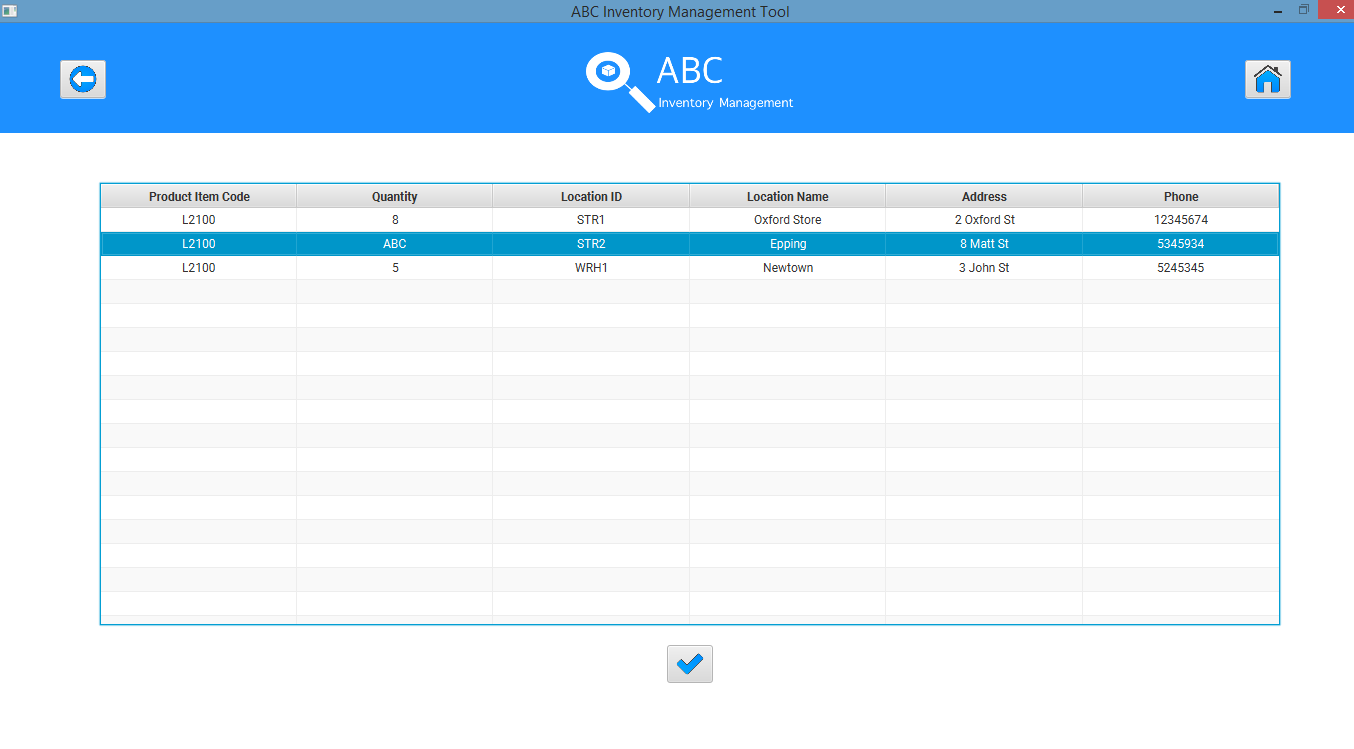 ABC Inventory Management Tool
ABC
Inventory Management
Product Item Code Quantity Location ID Location Name Address Phone
L2100 8 STR1 Oxford Store 2 Oxford St 12345674
L2100 ABC STR2 Epping 8 Matt St 5345934
L2100 5 WRH1 Newtown 3 John St 5245345